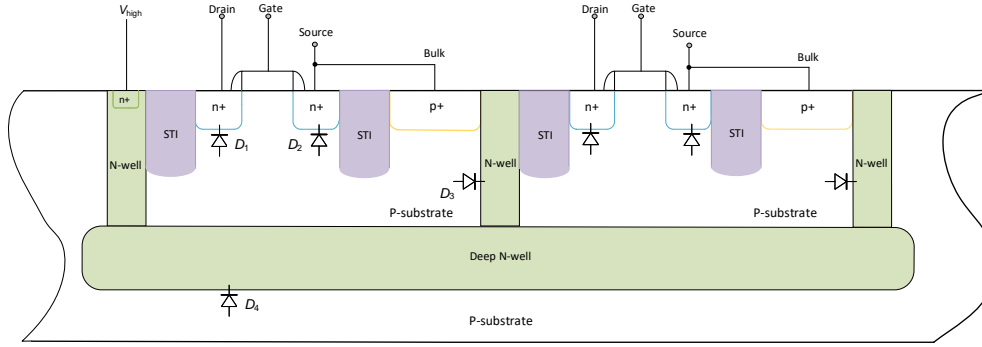 Vhigh
Drain
Gate
Source
Bulk
Drain
Gate
Source
Bulk
n+
n+
n+
p+
n+
n+
p+
STI
STI
STI
STI
D1
D2
N-well
N-well
N-well
D3
P-substrate
P-substrate
Deep N-well
D4
P-substrate